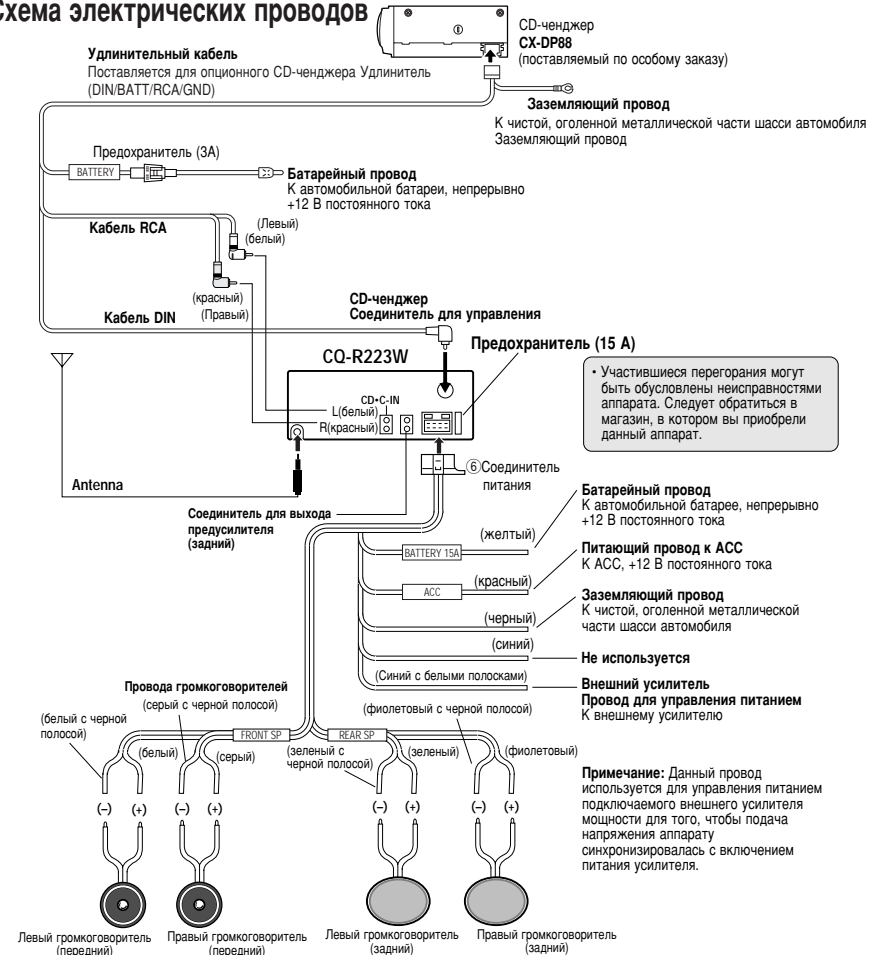 Схема электрических проводов
CD-ченджер
CX-DP88
(поставляемый по особому заказу)
Удлинительный кабель
Поставляется для опционного CD-ченджера Удлинитель
(DIN/BATT/RCA/GND)
Заземляющий провод
К чистой, оголенной металлической части шасси автомобиля
Заземляющий провод
Предохранитель (3А)
BATTERY
Батарейный провод
К автомобильной батареи, непрерывно
+12 В постоянного тока
Кабель RCA
(Левый)
(белый)
(красный)
(Правый)
Кабель DIN
CD-ченджер
Соединитель для управления
CQ-R223W
Предохранитель (15 А)
• Участившиеся перегорания могут
быть обусловлены неисправностями
аппарата. Следует обратиться в
магазин, в котором вы приобрели
данный аппарат.
CD•C-IN
L(белый)
R(красный)
Antenna
⑥Соединитель
питания
Соединитель для выхода
предусилителя
(задний)
(желтый)
BATTERY 15A
Батарейный провод
К автомобильной батарее, непрерывно
+12 В постоянного тока
(красный)
ACC
Питающий провод к ACC
К ACC, +12 В постоянного тока
(черный)
Заземляющий провод
К чистой, оголенной металлической
части шасси автомобиля
(синий)
Не используется
(Синий с белыми полосками)
Внешний усилитель
Провод для управления питанием
К внешнему усилителю
Провода громкоговорителей
(серый с черной полосой)
(фиолетовый с черной полосой)
(белый с черной
полосой)
FRONT SP
REAR SP
(белый)
(серый)
(зеленый с
черной полосой)
(зеленый)
(фиолетовый)
Примечание: Данный провод
используется для управления питанием
подключаемого внешнего усилителя
мощности для того, чтобы подача
напряжения аппарату
синхронизировалась с включением
питания усилителя.
(–) (+) (–) (+) (–) (+) (–) (+)
Левый громкоговоритель
(передний)
Правый громкоговоритель
(передний)
Левый громкоговоритель
(задний)
Правый громкоговоритель
(задний)